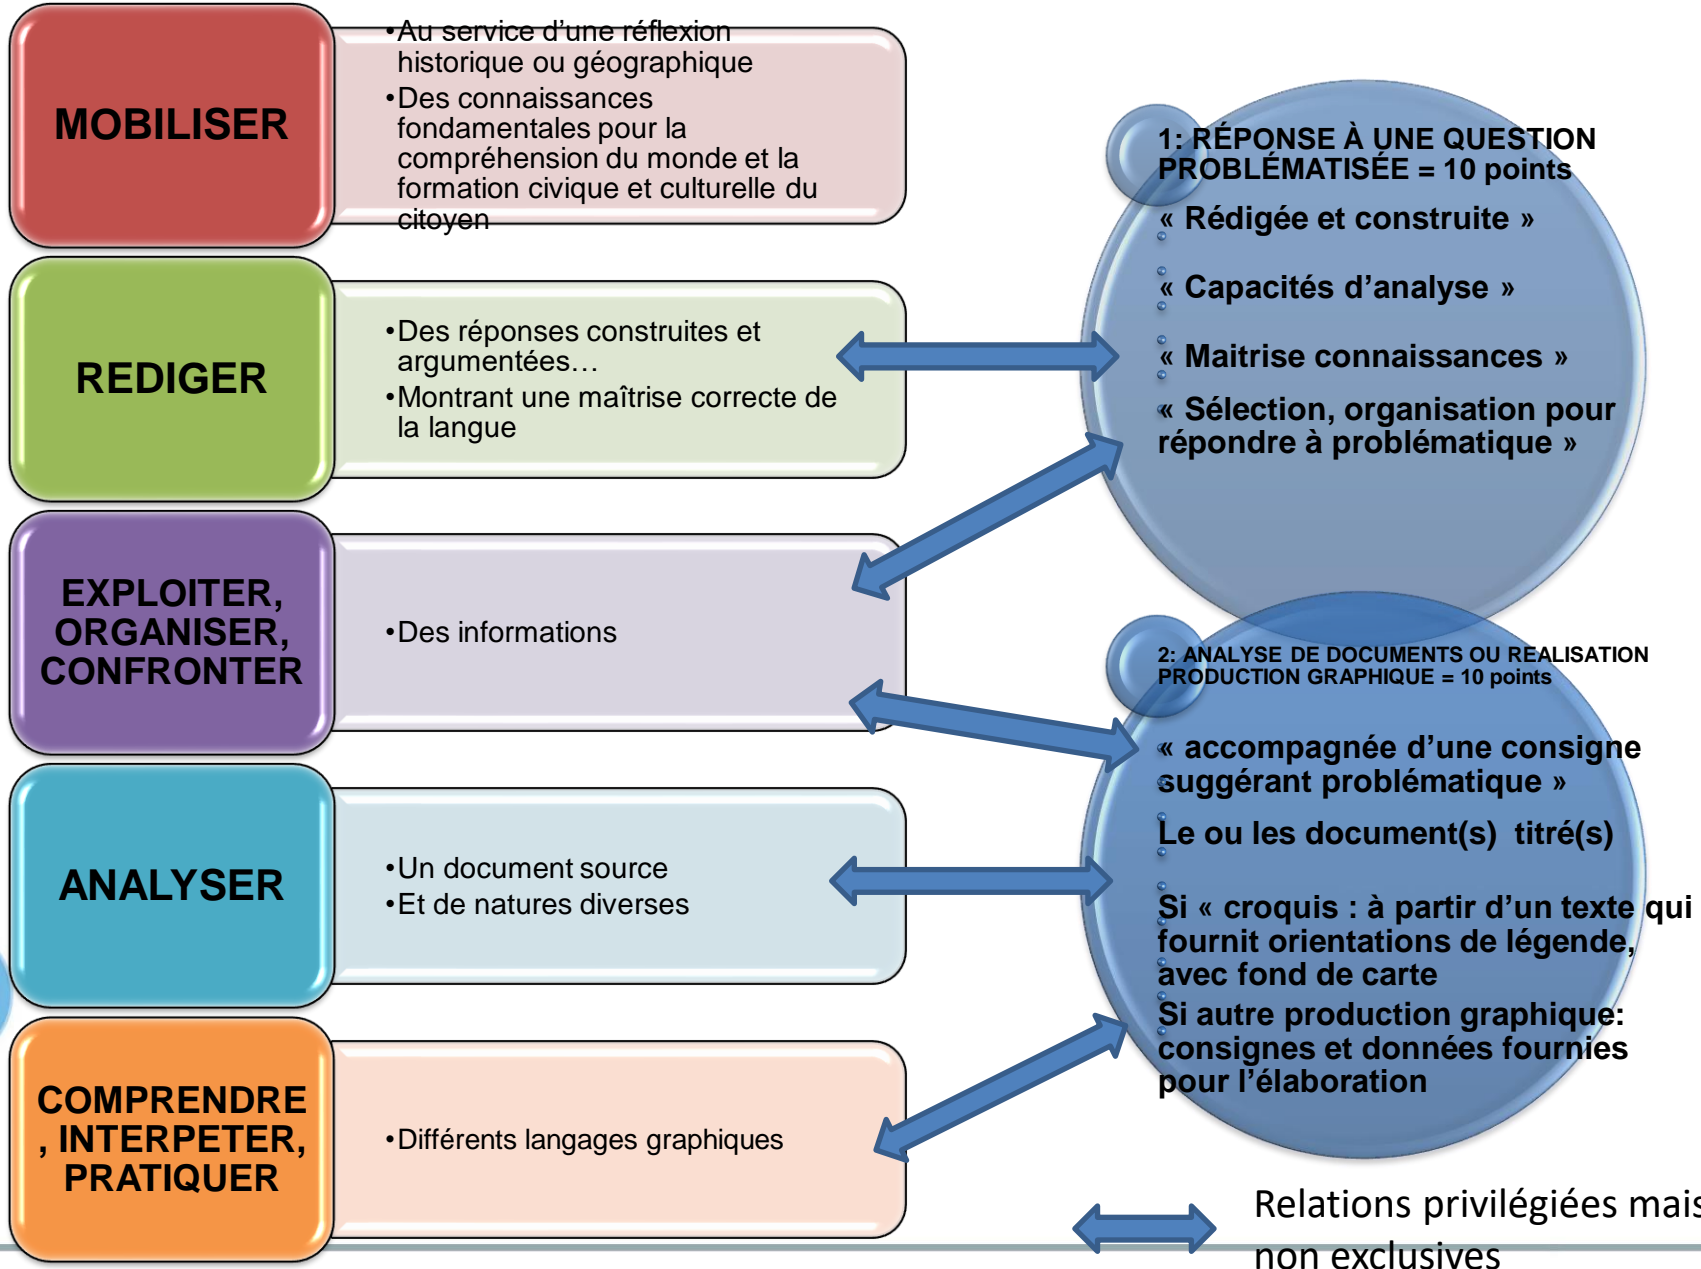 MOBILISER
•Au service d’une réflexion
historique ou géographique
•Des connaissances
fondamentales pour la
compréhension du monde et la
formation civique et culturelle du
citoyen
REDIGER
•Des réponses construites et
argumentées…
•Montrant une maîtrise correcte de
la langue
EXPLOITER,
ORGANISER,
CONFRONTER
•Des informations
ANALYSER
•Un document source
•Et de natures diverses
COMPRENDRE
, INTERPETER,
PRATIQUER
•Différents langages graphiques
1: RÉPONSE À UNE QUESTION
PROBLÉMATISÉE = 10 points
« Rédigée et construite »
« Capacités d’analyse »
« Maitrise connaissances »
« Sélection, organisation pour
répondre à problématique »
2: ANALYSE DE DOCUMENTS OU REALISATION
PRODUCTION GRAPHIQUE = 10 points
« accompagnée d’une consigne
suggérant problématique »
Le ou les document(s) titré(s)
Si « croquis : à partir d’un texte qui
fournit orientations de légende,
avec fond de carte
Si autre production graphique:
consignes et données fournies
pour l’élaboration
Relations privilégiées mais
non exclusives